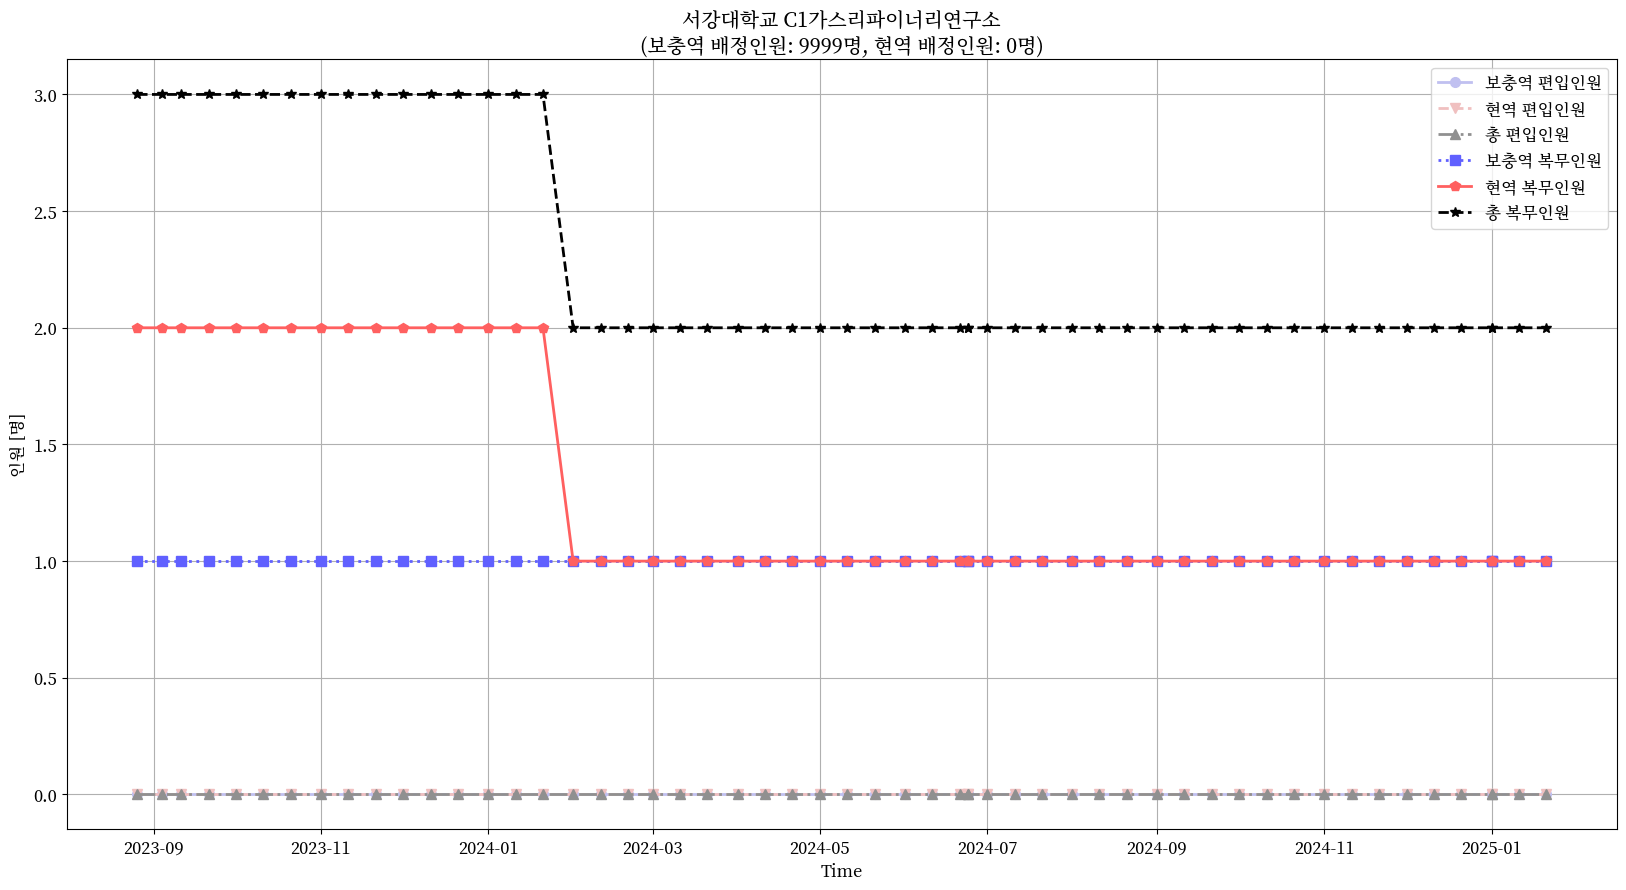 서강대학교 C1가스리파이너리연구소
(보충역 배정인원: 9999명, 현역 배정인원: 0명)
보충역 편입인원
현역 편입인원
총 편입인원
보충역 복무인원
현역 복무인원
총 복무인원
3.0
2.5
2.0
1.5
1.0
0.5
0.0
인원 [명]
2023-09 2023-11 2024-01 2024-03 2024-05 2024-07 2024-09 2024-11 2025-01
Time